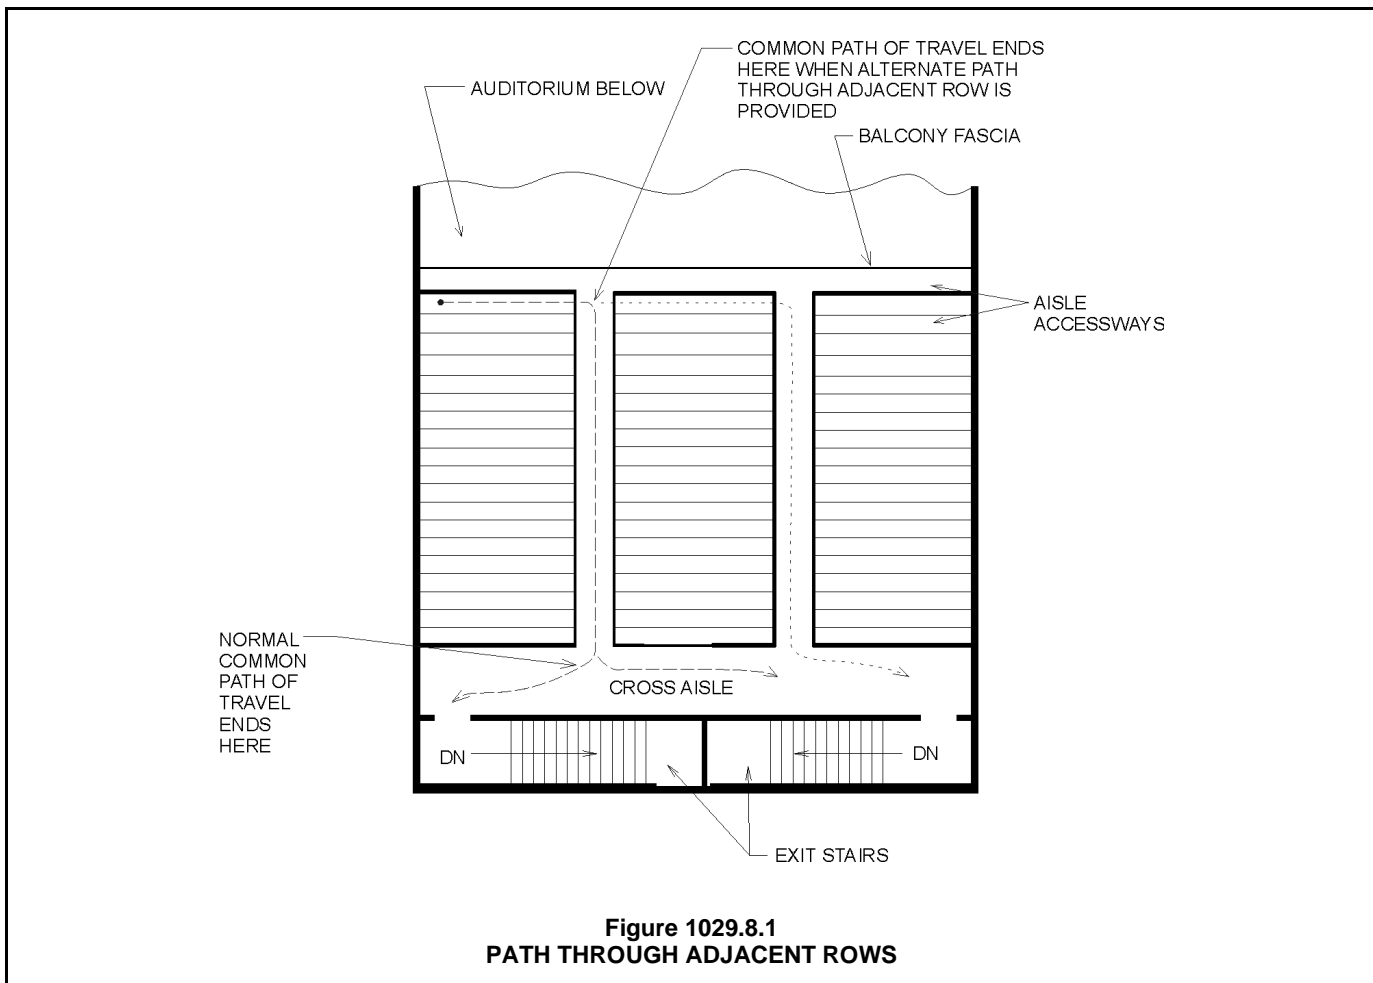 COMMON PATH OF TRAVEL ENDS
HERE WHEN ALTERNATE PATH
THROUGH ADJACENT ROW IS
PROVIDED
AUDITORIUM BELOW
BALCONY FASCIA
AISLE
ACCESSWAYS
NORMAL
COMMON
PATH OF
TRAVEL
ENDS
HERE
CROSS AISLE
DN
DN
EXIT STAIRS
Figure 1029.8.1
PATH THROUGH ADJACENT ROWS